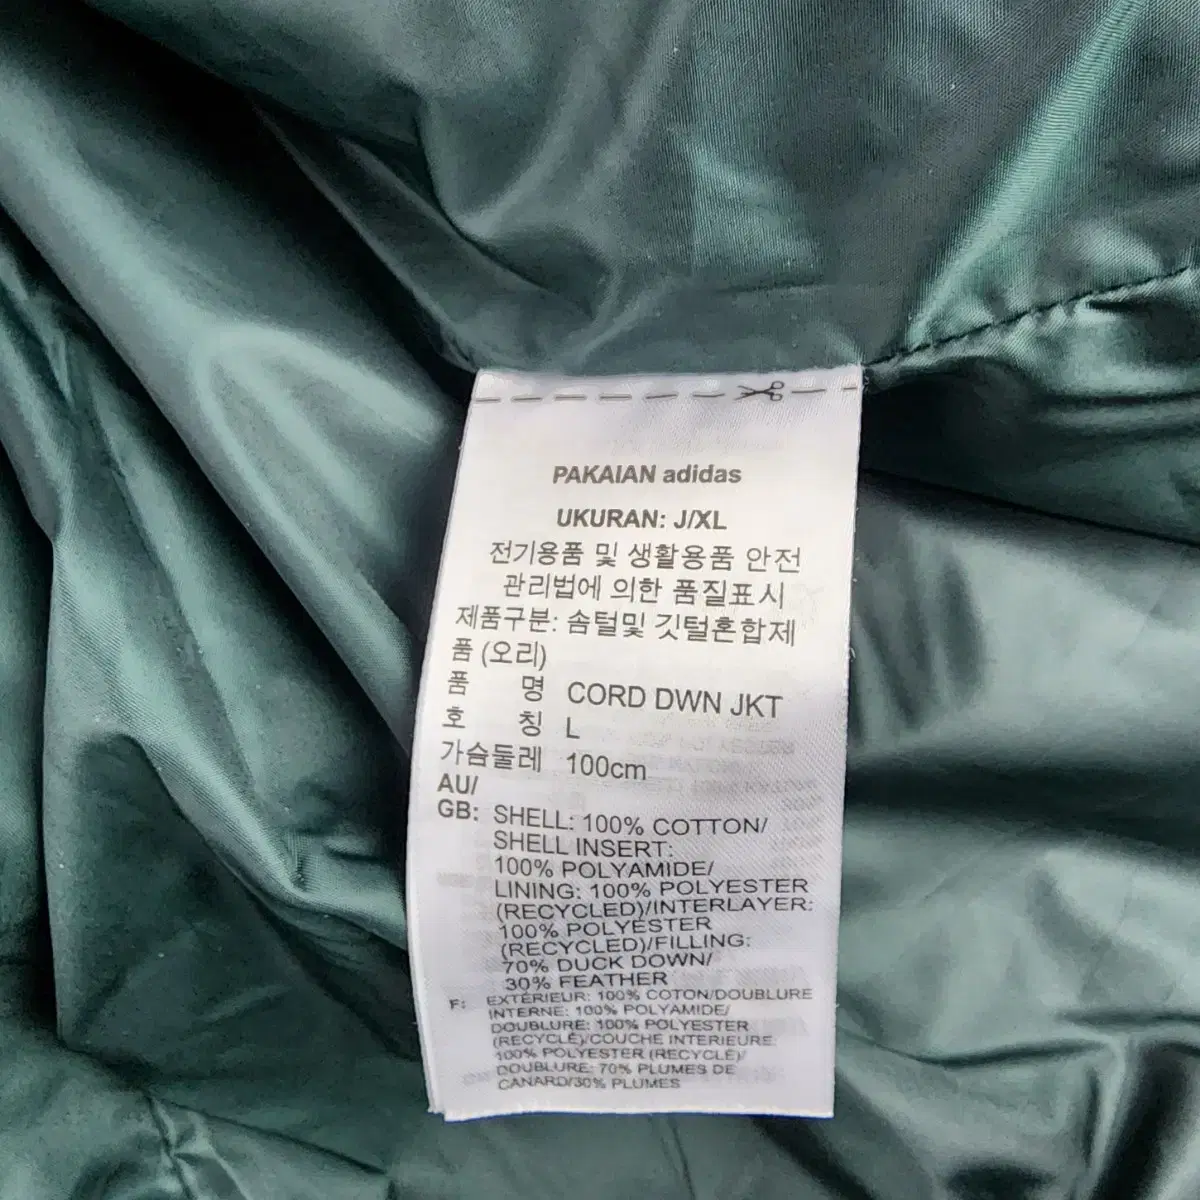 PAKAIAN adidas
UKURAN: J/XL
전기용품 및 생활용품 안전
관리법에 의한 품질표시
제품구분: 솜털및 깃털혼합제
품 (오리)
품 명 CORD DWN JKT
호 칭 L
가슴둘레 100cm
AU/
GB: SHELL: 100% COTTON/
SHELL INSERT:
100% POLYAMIDE/
LINING: 100% POLYESTER
(RECYCLED)/INTERLAYER:
100% POLYESTER
(RECYCLED)/FILLING:
70% DUCK DOWN/
30% FEATHER
F: EXTÉRIEUR: 100% COTON/DOUBLURE
INTERNE: 100% POLYAMIDE/
DOUBLURE: 100% POLYESTER
(RECYCLÉ)/COUCHE INTERIEURE:
100% POLYESTER (RECYCLÉ)/
DOUBLURE: 70% PLUMES DE
CANARD/30% PLUMES